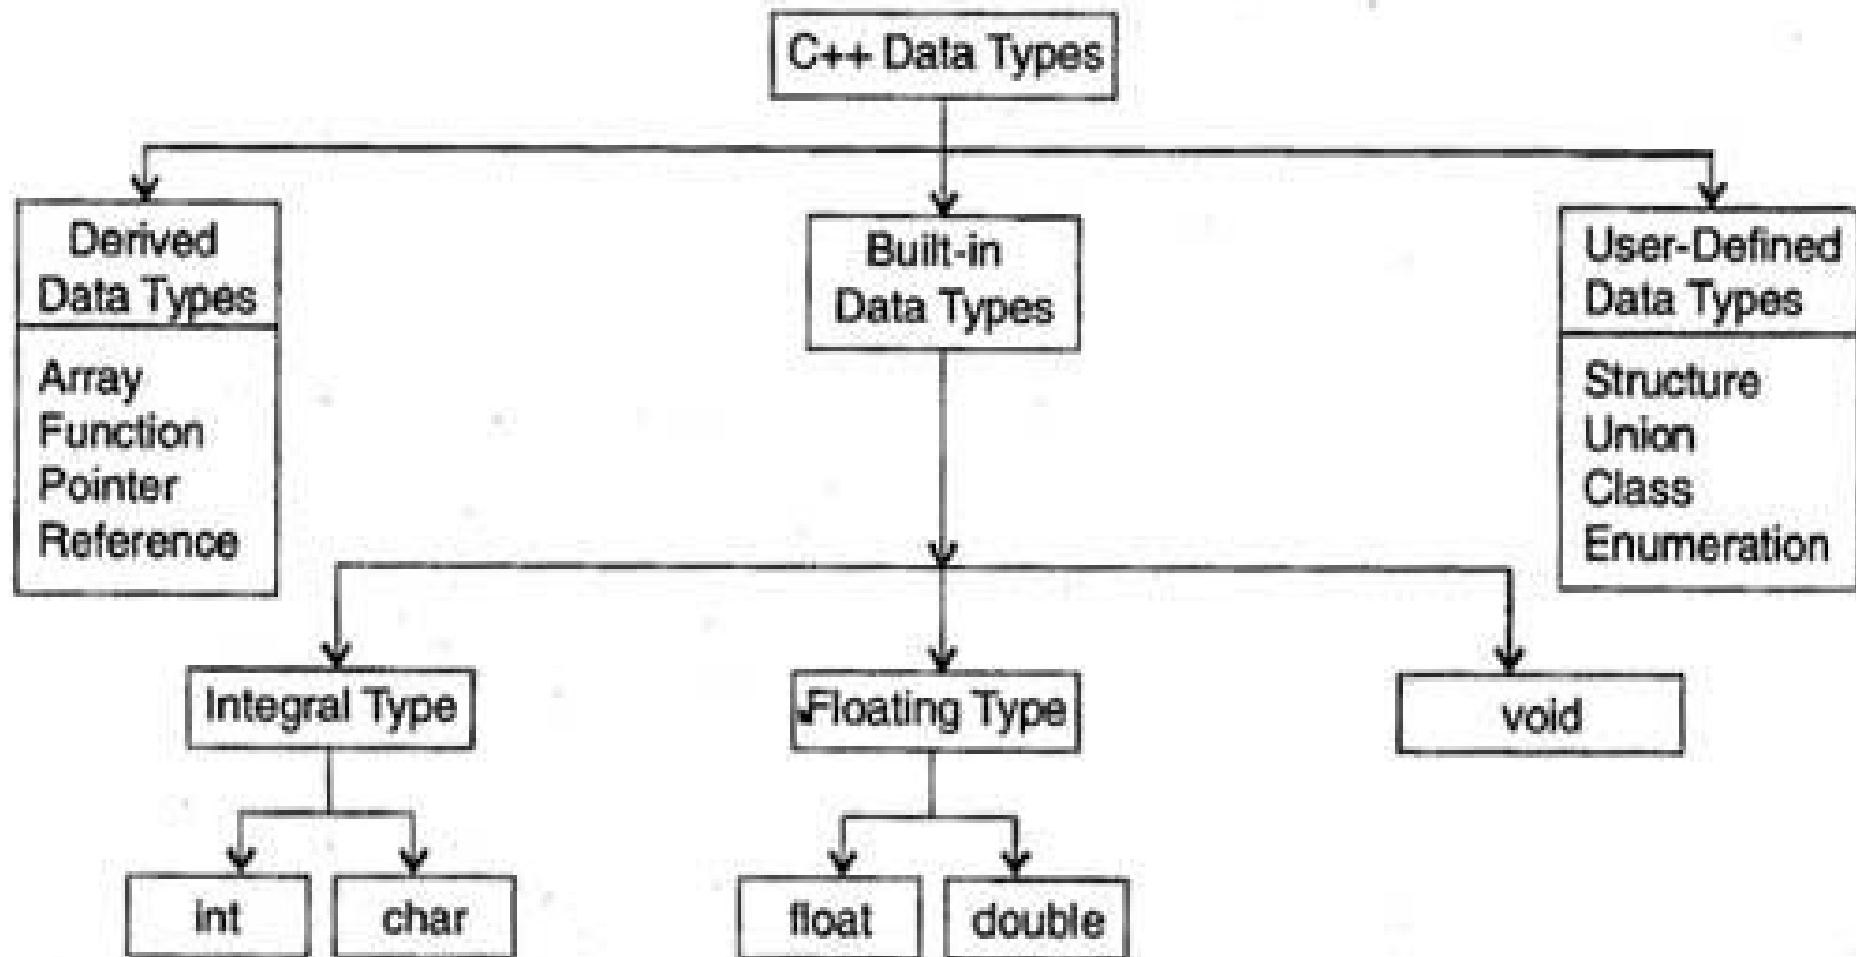 C++ Data Types
Derived
Data Types
Array
Function
Pointer
Reference
Built-in
Data Types
User-Defined
Data Types
Structure
Union
Class
Enumeration
Integral Type
Floating Type
void
int
char
float
double